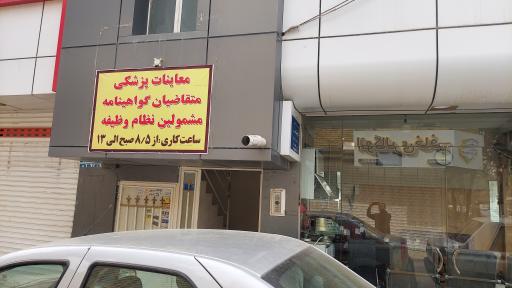 معاینات پزشکی
متقاضیان گواهینامه
مشمولین نظام وظیفه
ساعت کاری: از ۸/۵ صبح الی ۱۳